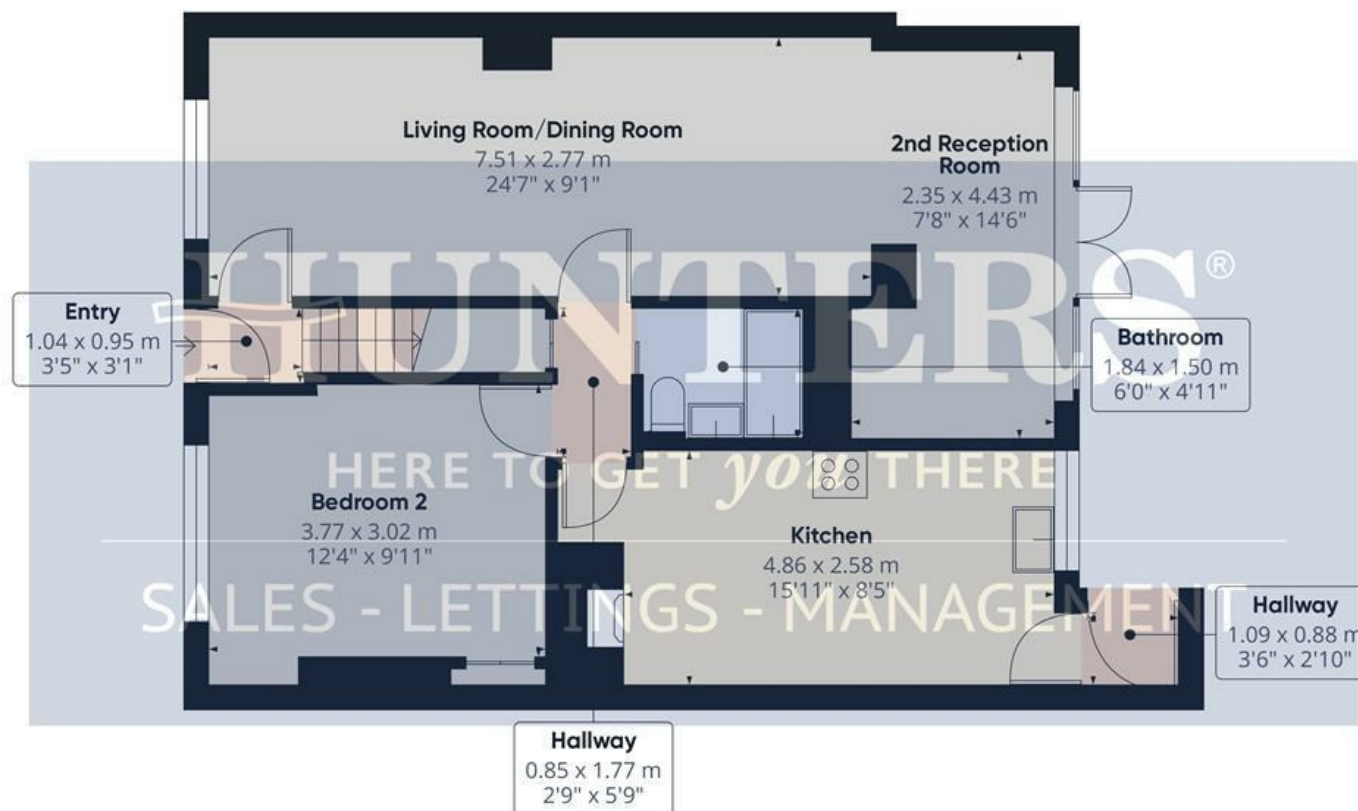 Living Room/Dining Room
7.51 x 2.77 m
24'7" x 9'1"
2nd Reception
Room
2.35 x 4.43 m
7'8" x 14'6"
HUNTERS®
Entry
1.04 x 0.95 m
3'5" x 3'1"
Bathroom
1.84 x 1.50 m
6'0" x 4'11"
HERE TO GET you THERE
Bedroom 2
3.77 x 3.02 m
12'4" x 9'11"
Kitchen
4.86 x 2.58 m
15'11" x 8'5"
SALES - LETTINGS - MANAGEMENT
Hallway
1.09 x 0.88 m
3'6" x 2'10"
Hallway
0.85 x 1.77 m
2'9" x 5'9"